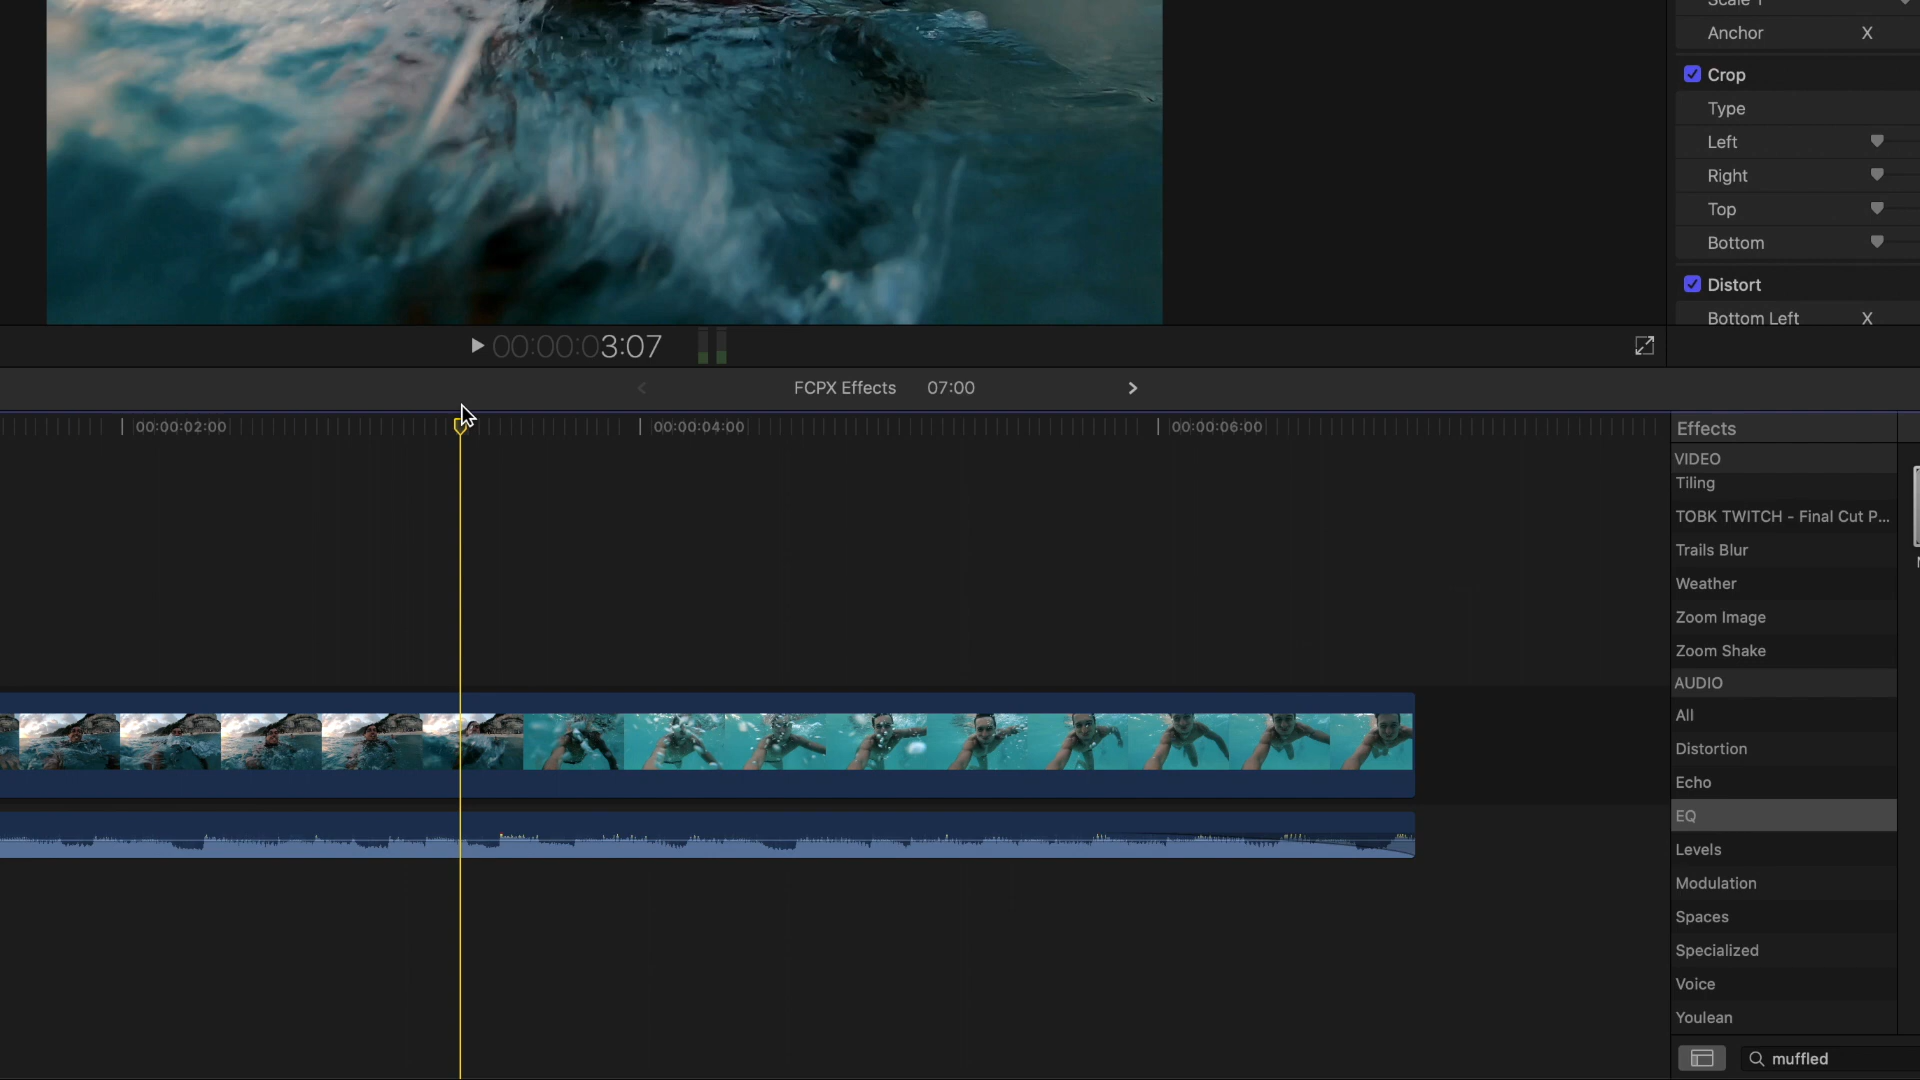 Anchor X
Crop
Type
Left
Right
Top
Bottom
Distort
Bottom Left X
00:00:03:07
FCPX Effects 07:00
00:00:02:00
00:00:04:00
00:00:06:00
Effects
VIDEO
Tiling
TOBK TWITCH - Final Cut P...
Trails Blur
Weather
Zoom Image
Zoom Shake
AUDIO
All
Distortion
Echo
EQ
Levels
Modulation
Spaces
Specialized
Voice
Youlean
muffled